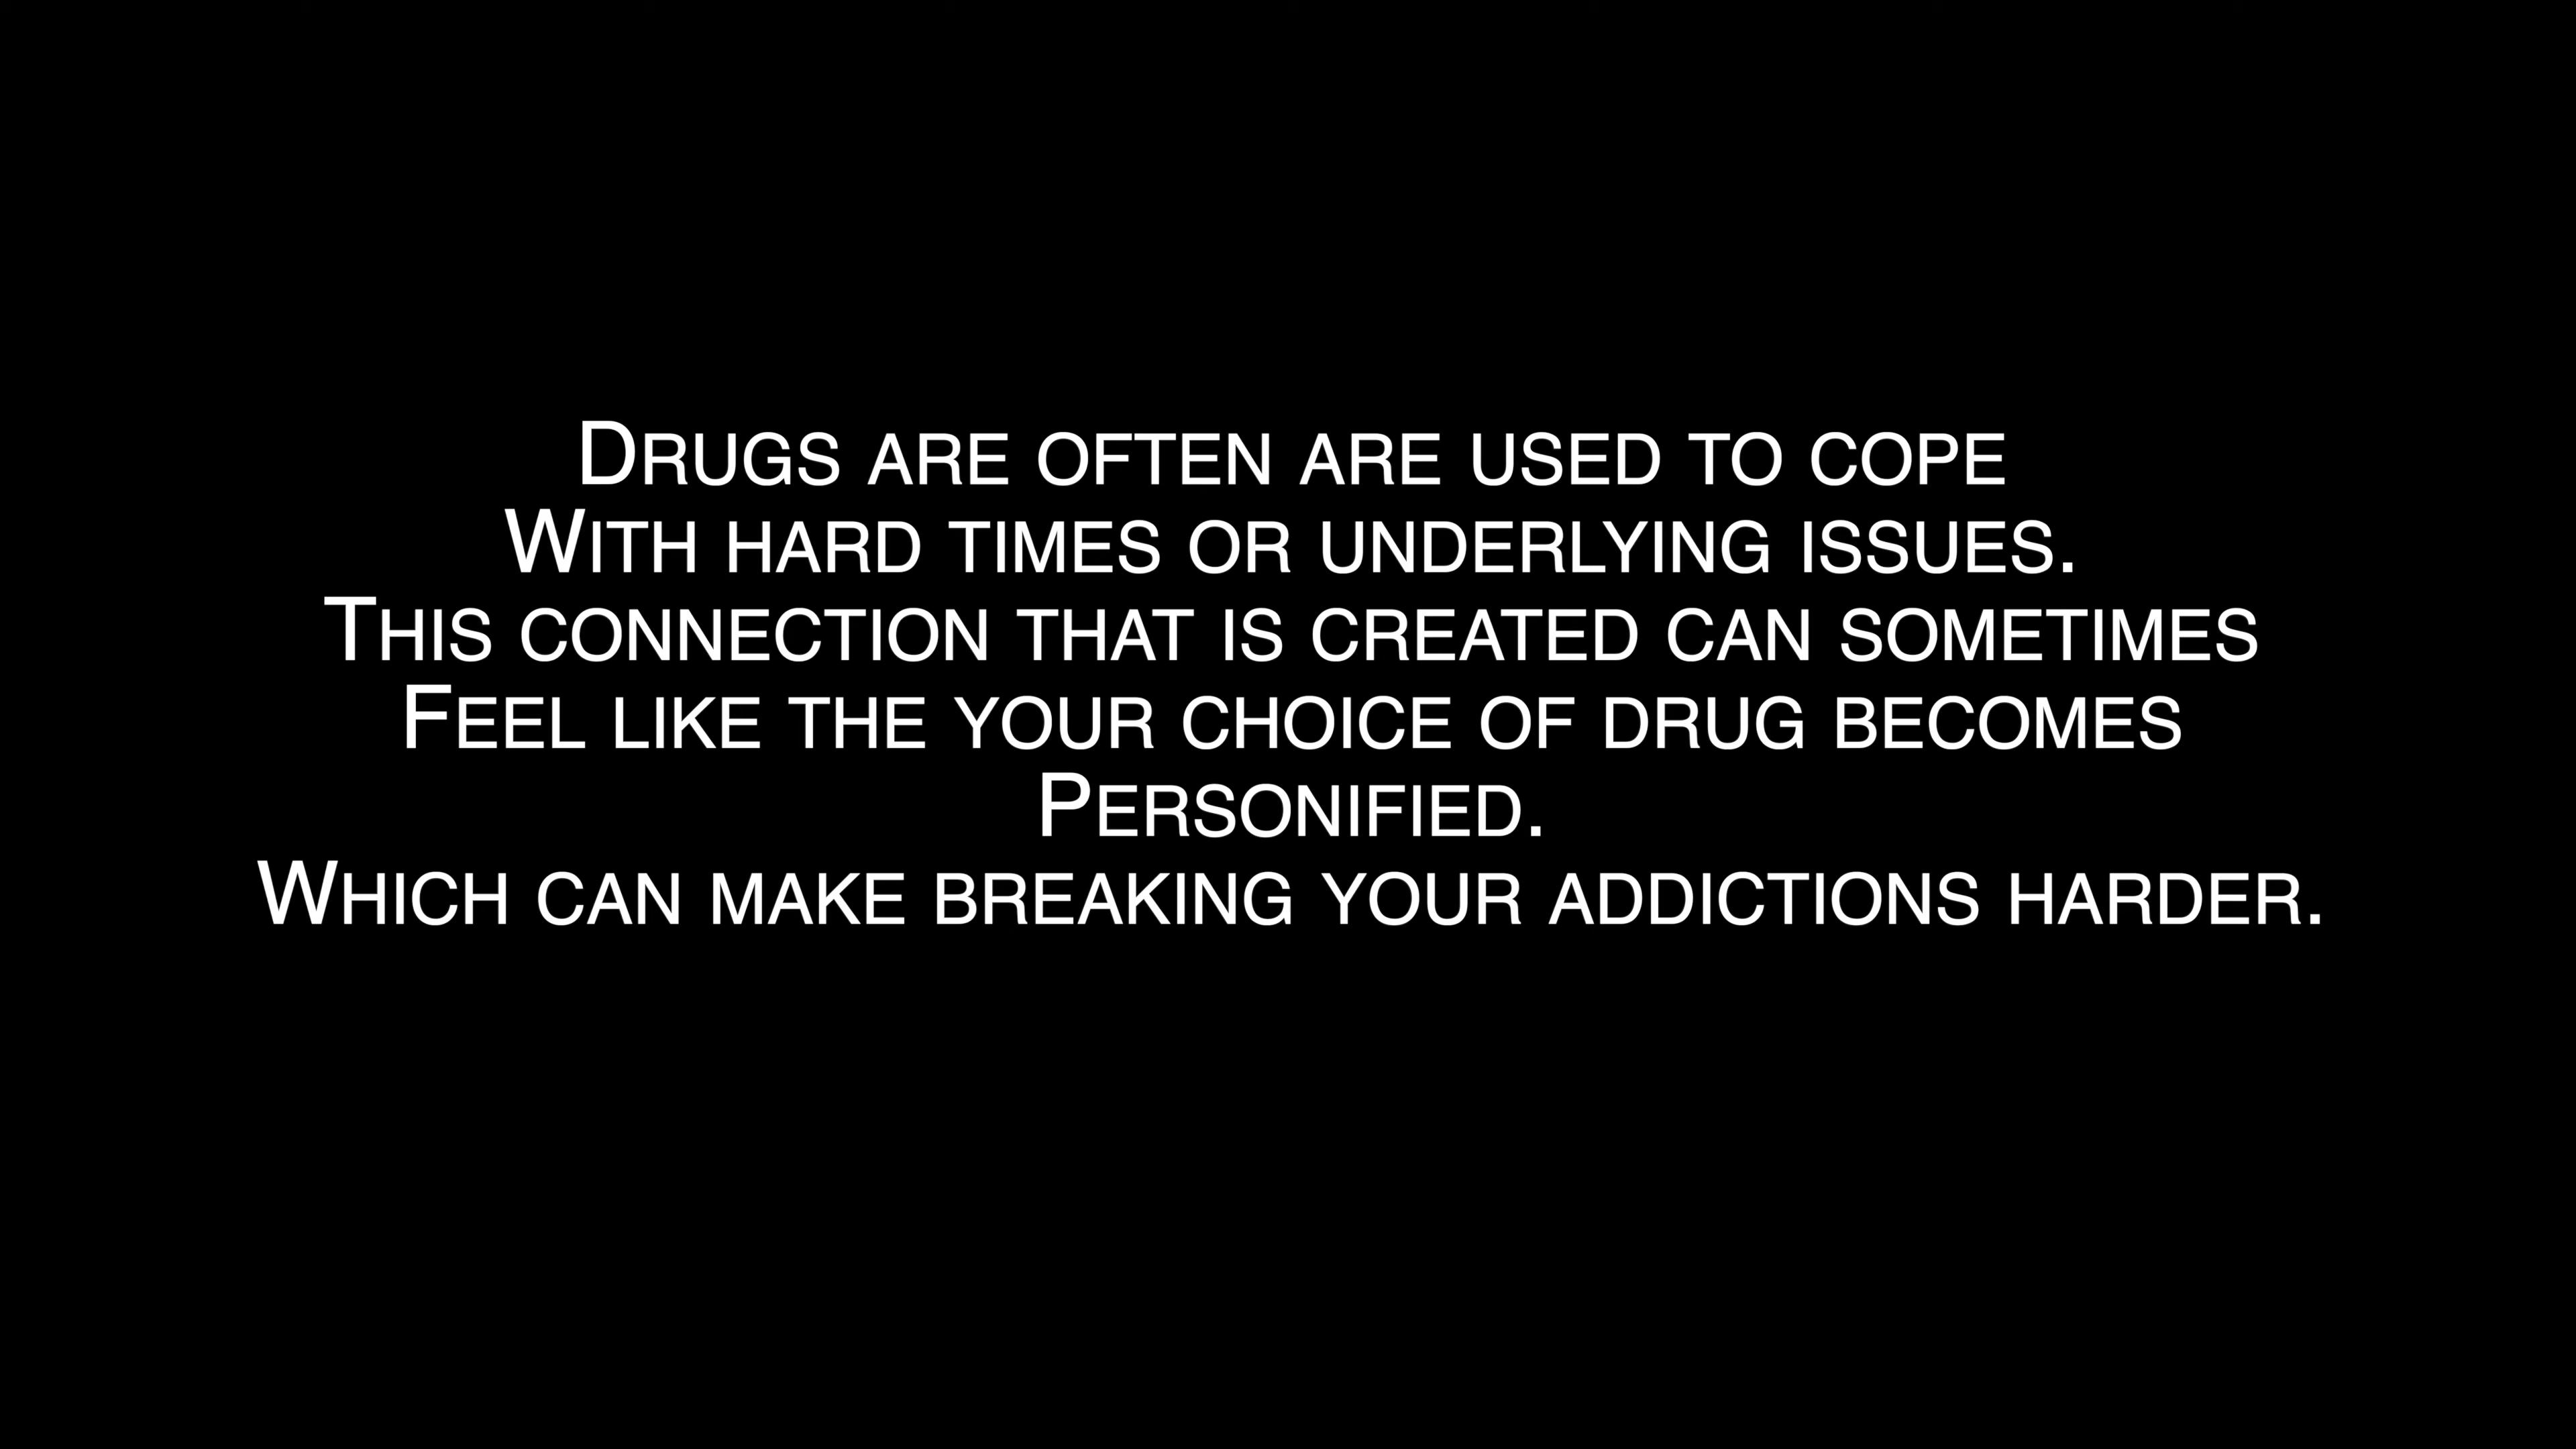 Drugs are often are used to cope
With hard times or underlying issues.
This connection that is created can sometimes
Feel like the your choice of drug becomes
Personified.
Which can make breaking your addictions harder.